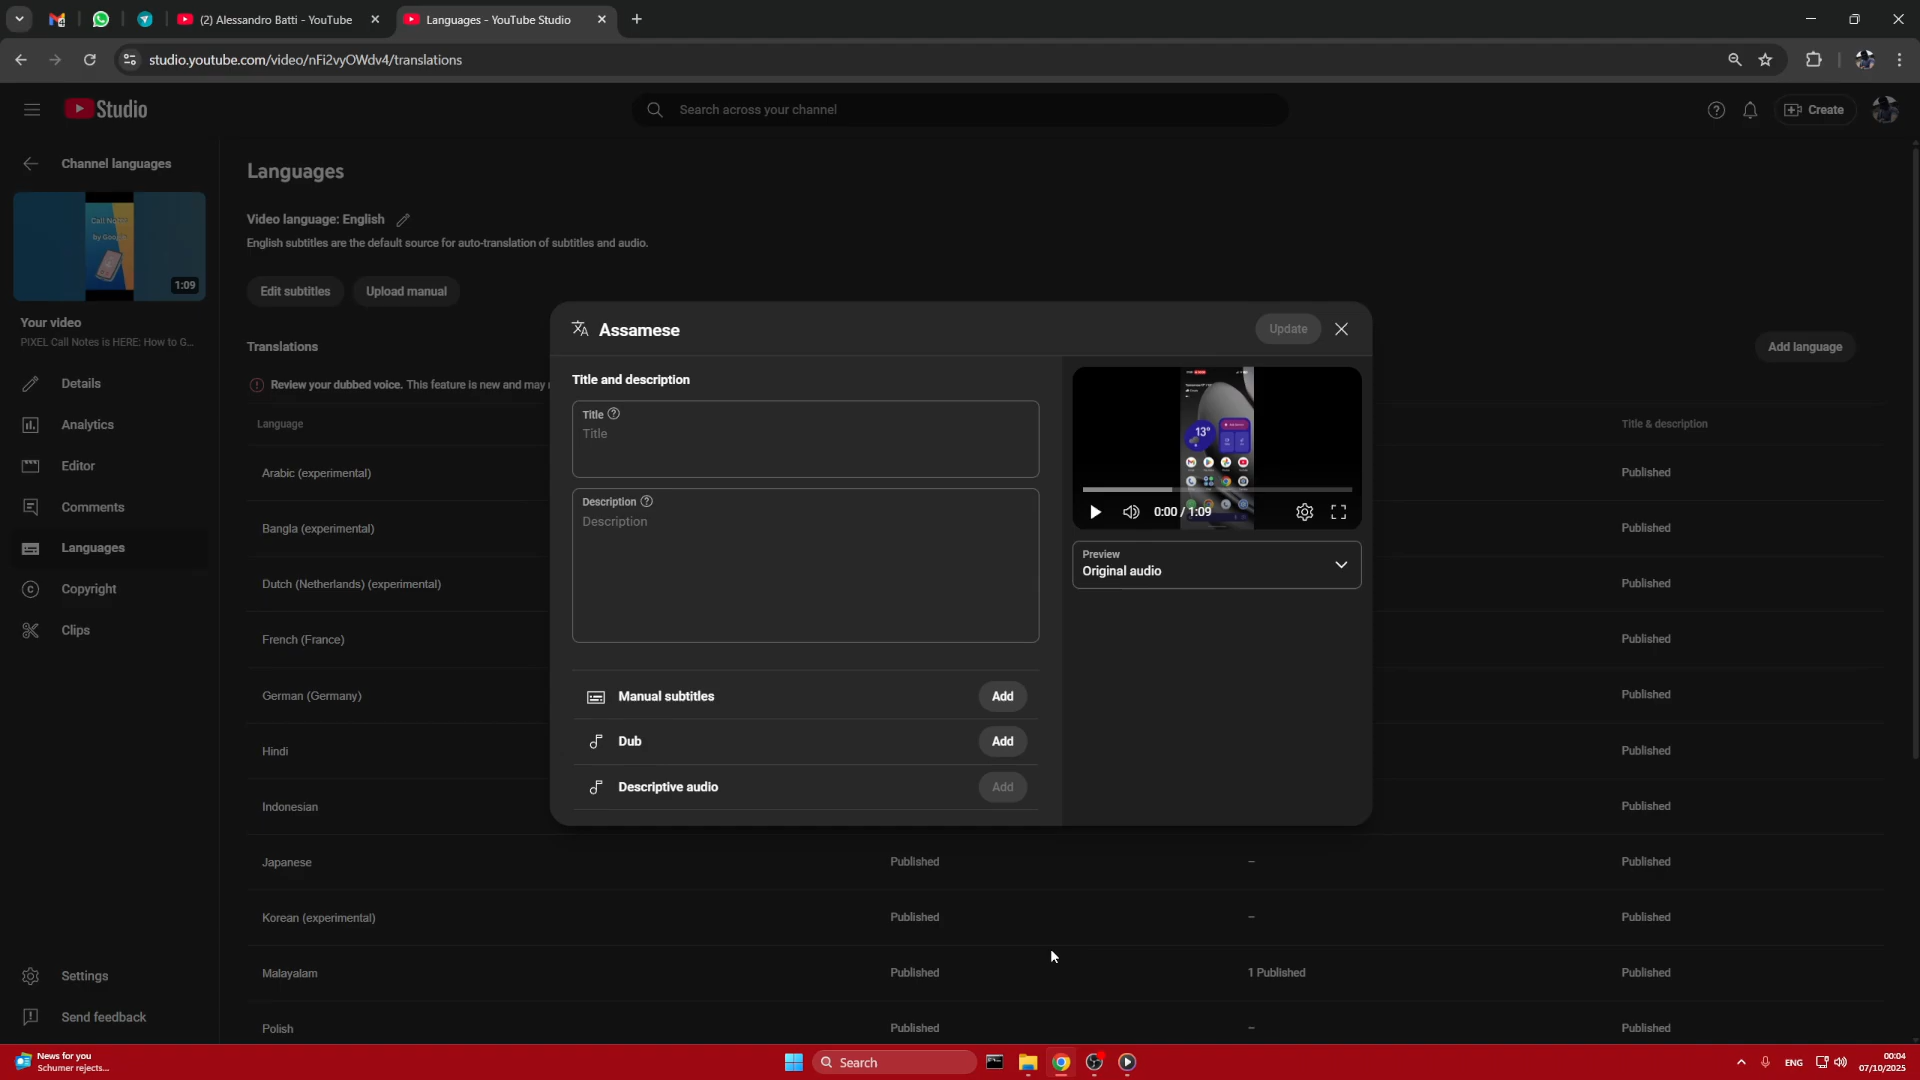 (2) Alessandro Batti - YouTube
Languages - YouTube Studio
studio.youtube.com/video/nFi2vyOWdv4/translations
Studio
Search across your channel
Create
Channel languages
Call Notes
by Google
1:09
Your video
PIXEL Call Notes is HERE: How to G...
Details
Analytics
Editor
Comments
Languages
Copyright
Clips
Settings
Send feedback
Languages
Video language: English
English subtitles are the default source for auto-translation of subtitles and audio.
Edit subtitles
Upload manual
Translations
Add language
Review your dubbed voice. This feature is new and may
Language
Title & description
Arabic (experimental)
Published
Bangla (experimental)
Published
Dutch (Netherlands) (experimental)
Published
French (France)
Published
German (Germany)
Published
Hindi
Published
Indonesian
Published
Japanese
Published
–
Published
Korean (experimental)
Published
–
Published
Malayalam
Published
1 Published
Published
Polish
Published
–
Published
Assamese
Update
Title and description
Title
Title
Description
Description
Manual subtitles
Add
Dub
Add
Descriptive audio
Add
13°
0:00 / 1:09
Preview
Original audio
News for you
Schumer rejects...
Search
ENG
00:04
07/10/2025